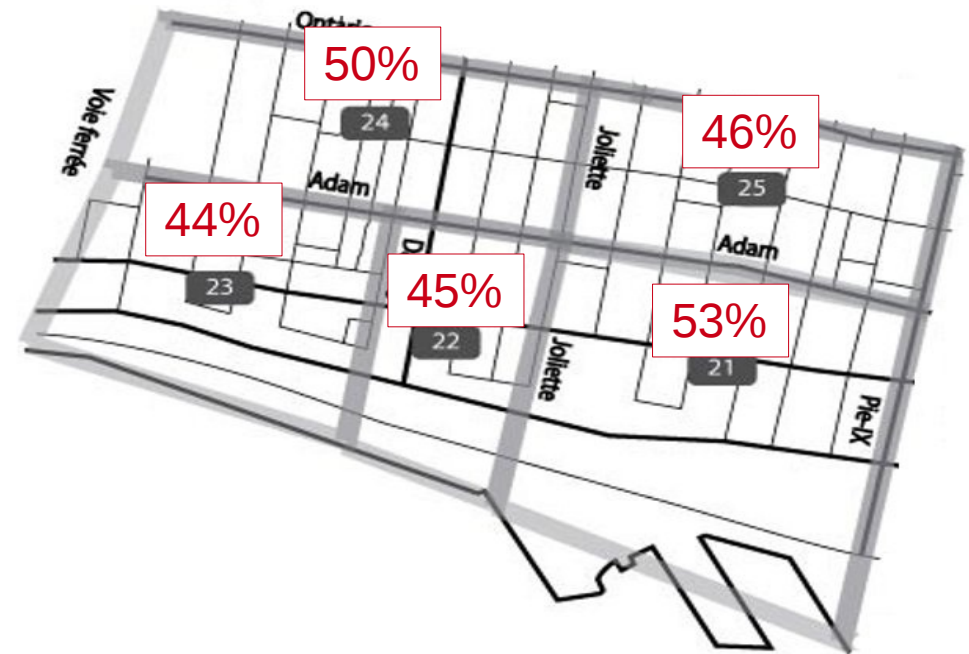 Ontario
50%
24
Voie ferrée
Joliette
46%
25
Adam
44%
Adam
23
D
45%
22
53%
21
Joliette
Pie-IX